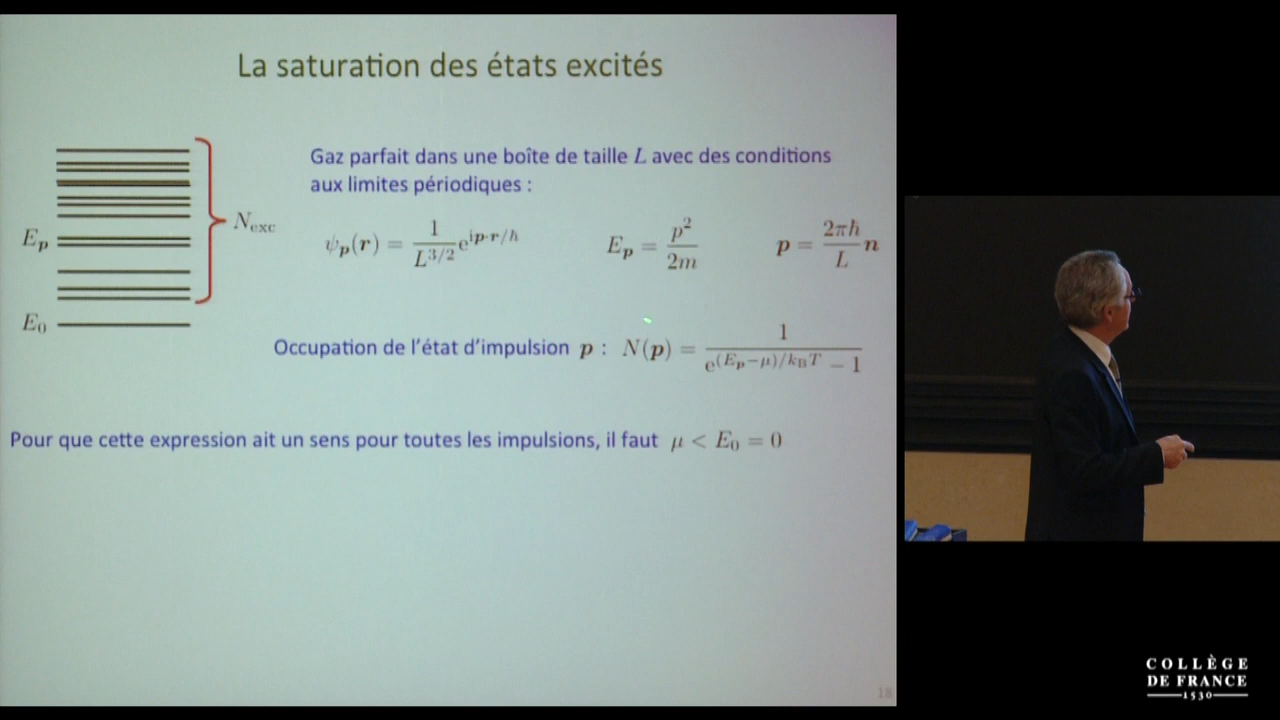 La saturation des états excités
Gaz parfait dans une boîte de taille L avec des conditions
aux limites périodiques :
E_p
N_exc
E_0
ψ_p(r) = 1/L^{3/2} e^{ip·r/ħ}
E_p = p²/2m
p = 2πħ/L n
Occupation de l'état d'impulsion p : N(p) = 1/(e^{(E_p−μ)/k_BT} − 1)
Pour que cette expression ait un sens pour toutes les impulsions, il faut μ < E_0 = 0
18
COLLÈGE
DE FRANCE
1530